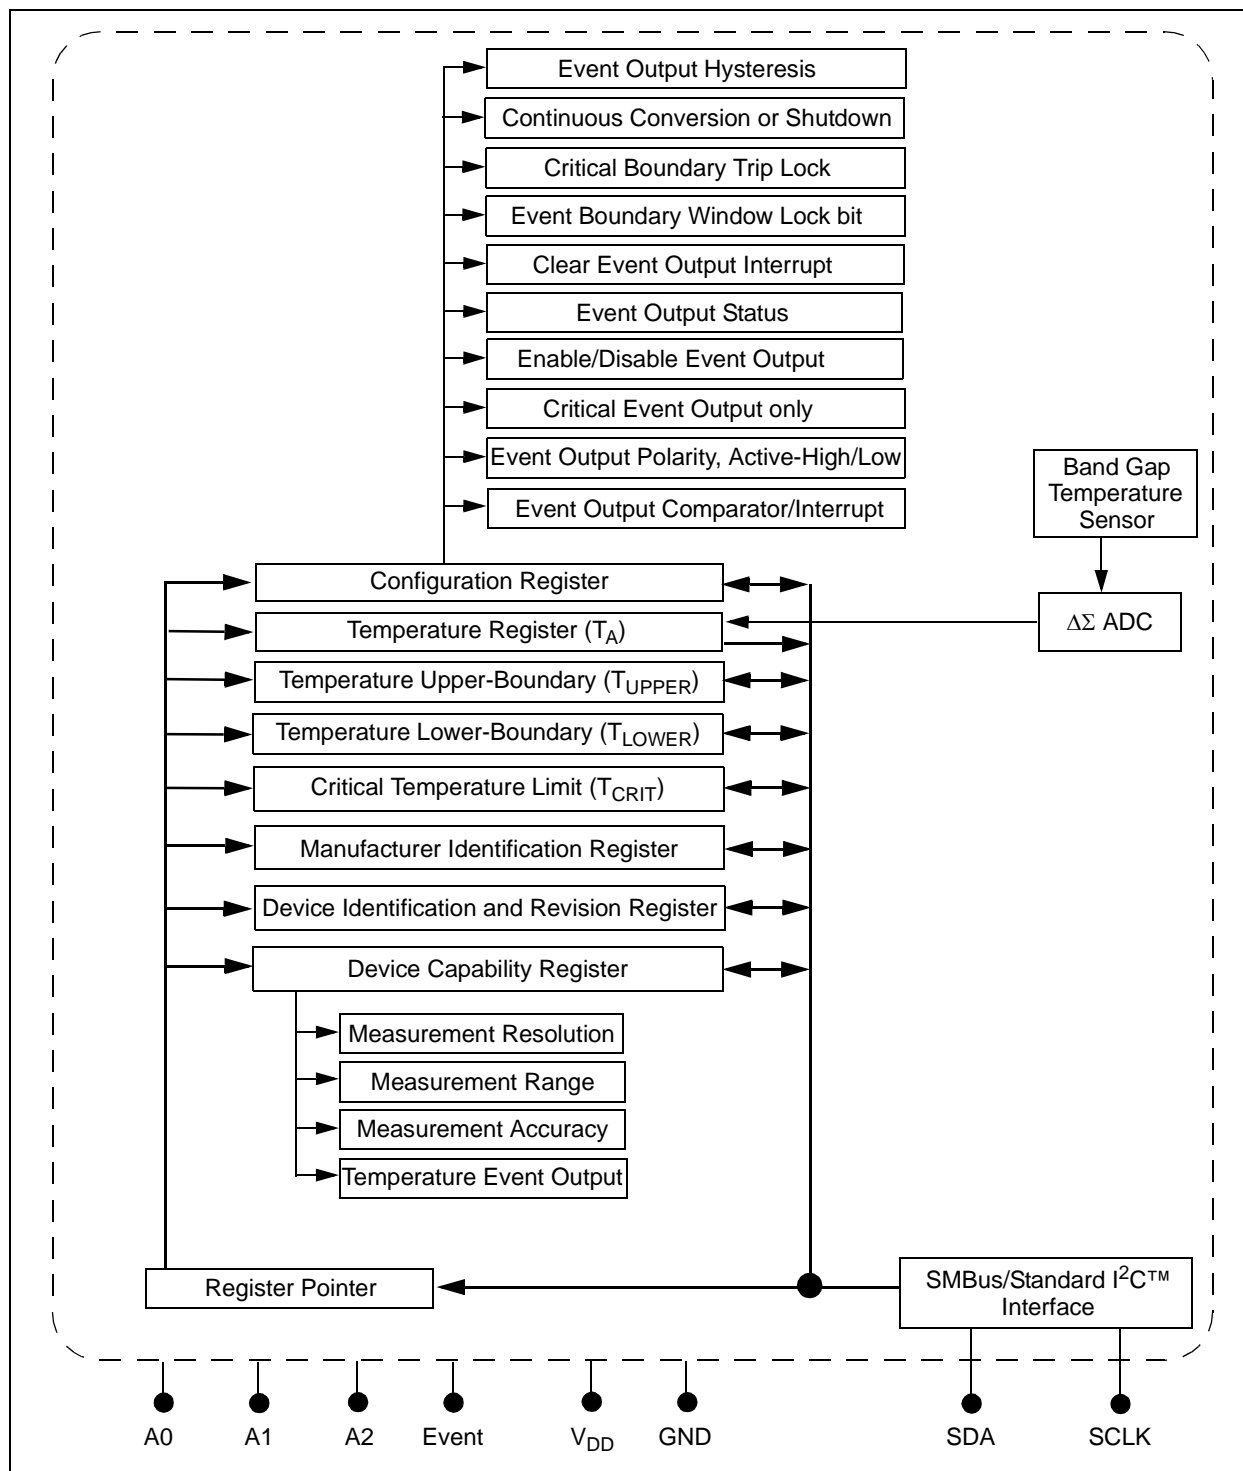 Event Output Hysteresis
Continuous Conversion or Shutdown
Critical Boundary Trip Lock
Event Boundary Window Lock bit
Clear Event Output Interrupt
Event Output Status
Enable/Disable Event Output
Critical Event Output only
Event Output Polarity, Active-High/Low
Event Output Comparator/Interrupt
Band Gap
Temperature
Sensor
ΔΣ ADC
Configuration Register
Temperature Register (TA)
Temperature Upper-Boundary (TUPPER)
Temperature Lower-Boundary (TLOWER)
Critical Temperature Limit (TCRIT)
Manufacturer Identification Register
Device Identification and Revision Register
Device Capability Register
Measurement Resolution
Measurement Range
Measurement Accuracy
Temperature Event Output
Register Pointer
SMBus/Standard I²C™
Interface
A0 A1 A2 Event VDD GND SDA SCLK